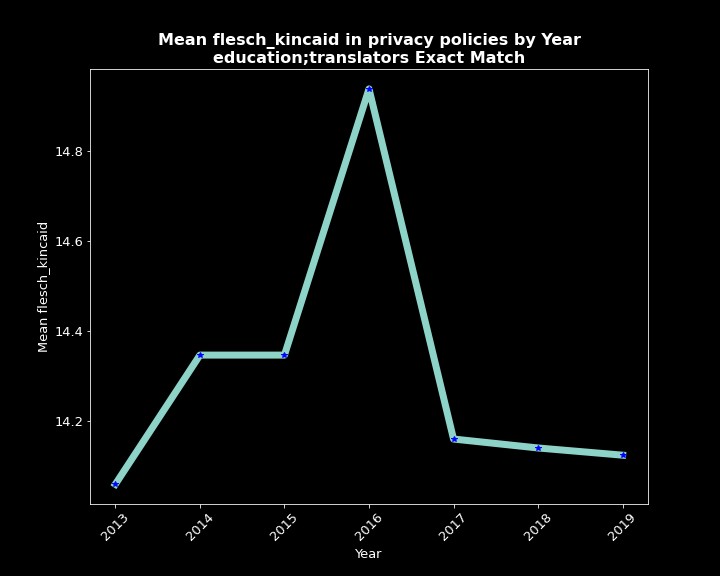 Mean flesch_kincaid in privacy policies by Year
education;translators Exact Match
Mean flesch_kincaid
14.8
14.6
14.4
14.2
2013
2014
2015
2016
2017
2018
2019
Year